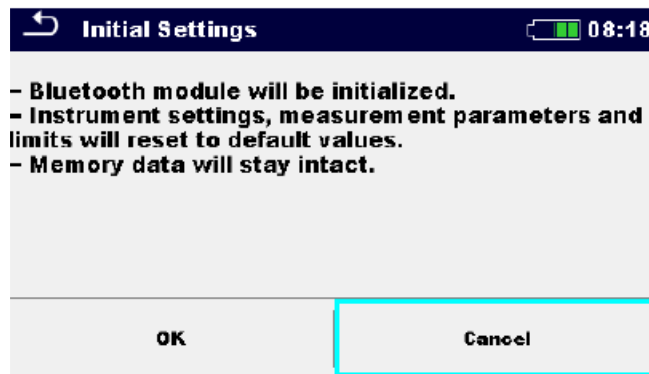 Initial Settings 08:18
– Bluetooth module will be initialized.
– Instrument settings, measurement parameters and
limits will reset to default values.
– Memory data will stay intact.
OK Cancel